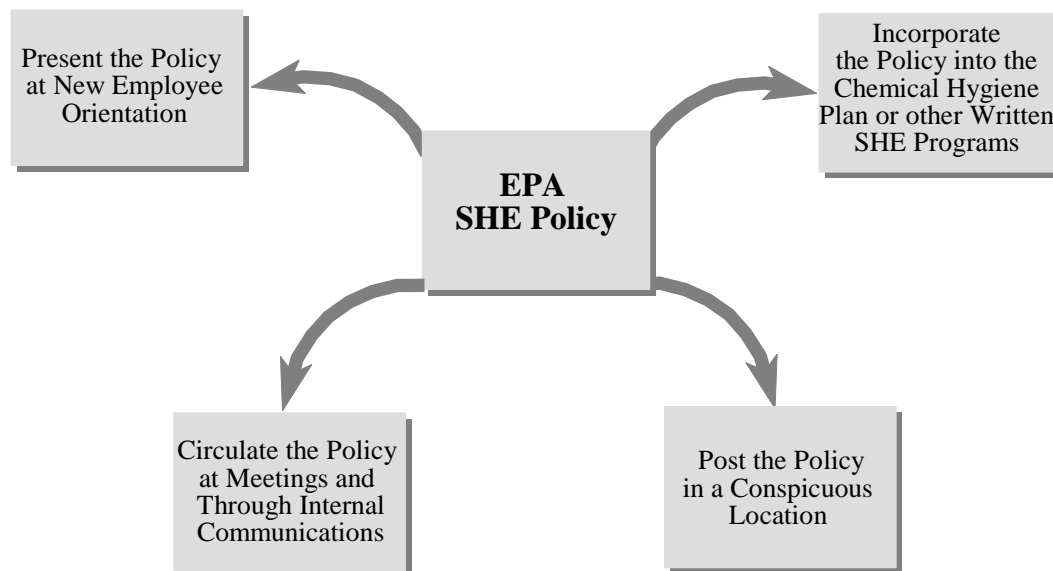 Present the Policy
at New Employee
Orientation
Incorporate
the Policy into the
Chemical Hygiene
Plan or other Written
SHE Programs
EPA
SHE Policy
Circulate the Policy
at Meetings and
Through Internal
Communications
Post the Policy
in a Conspicuous
Location